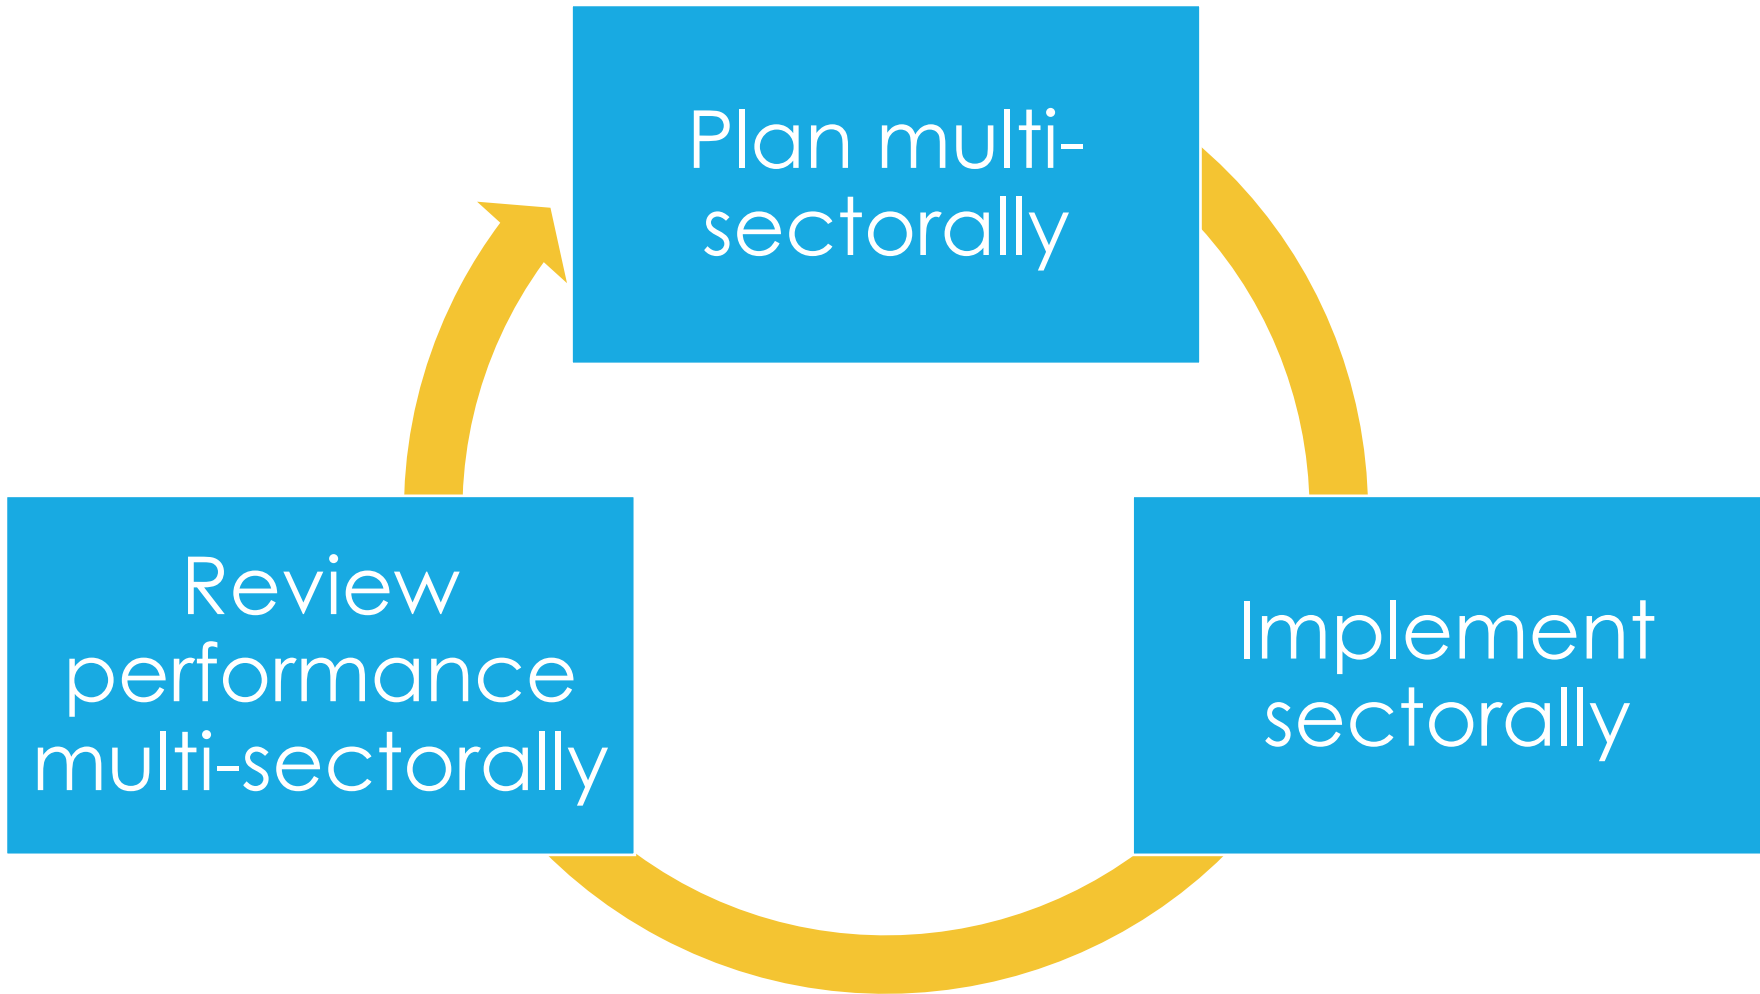 Plan multi-
sectorally
Implement
sectorally
Review
performance
multi-sectorally